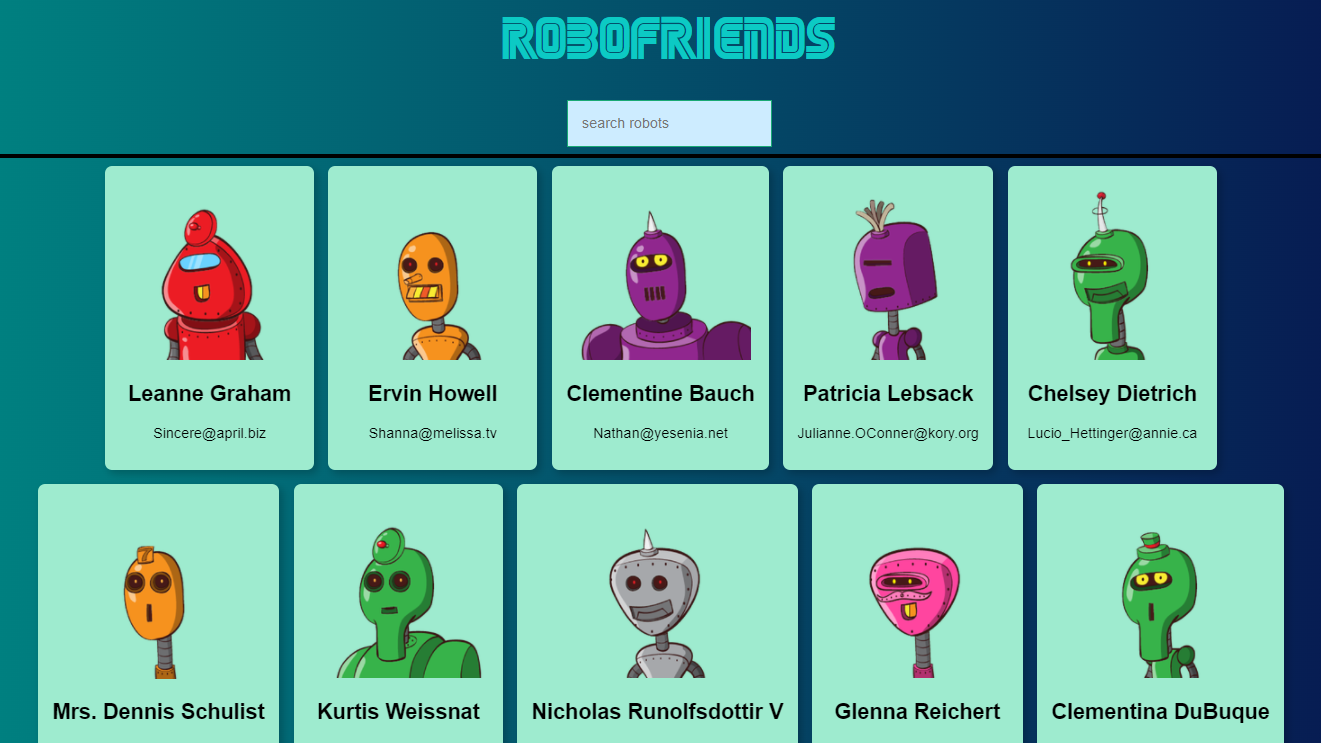 ROBOFRIENDS
search robots
Leanne Graham
Sincere@april.biz
Ervin Howell
Shanna@melissa.tv
Clementine Bauch
Nathan@yesenia.net
Patricia Lebsack
Julianne.OConner@kory.org
Chelsey Dietrich
Lucio_Hettinger@annie.ca
7
Mrs. Dennis Schulist
Kurtis Weissnat
Nicholas Runolfsdottir V
Glenna Reichert
Clementina DuBuque